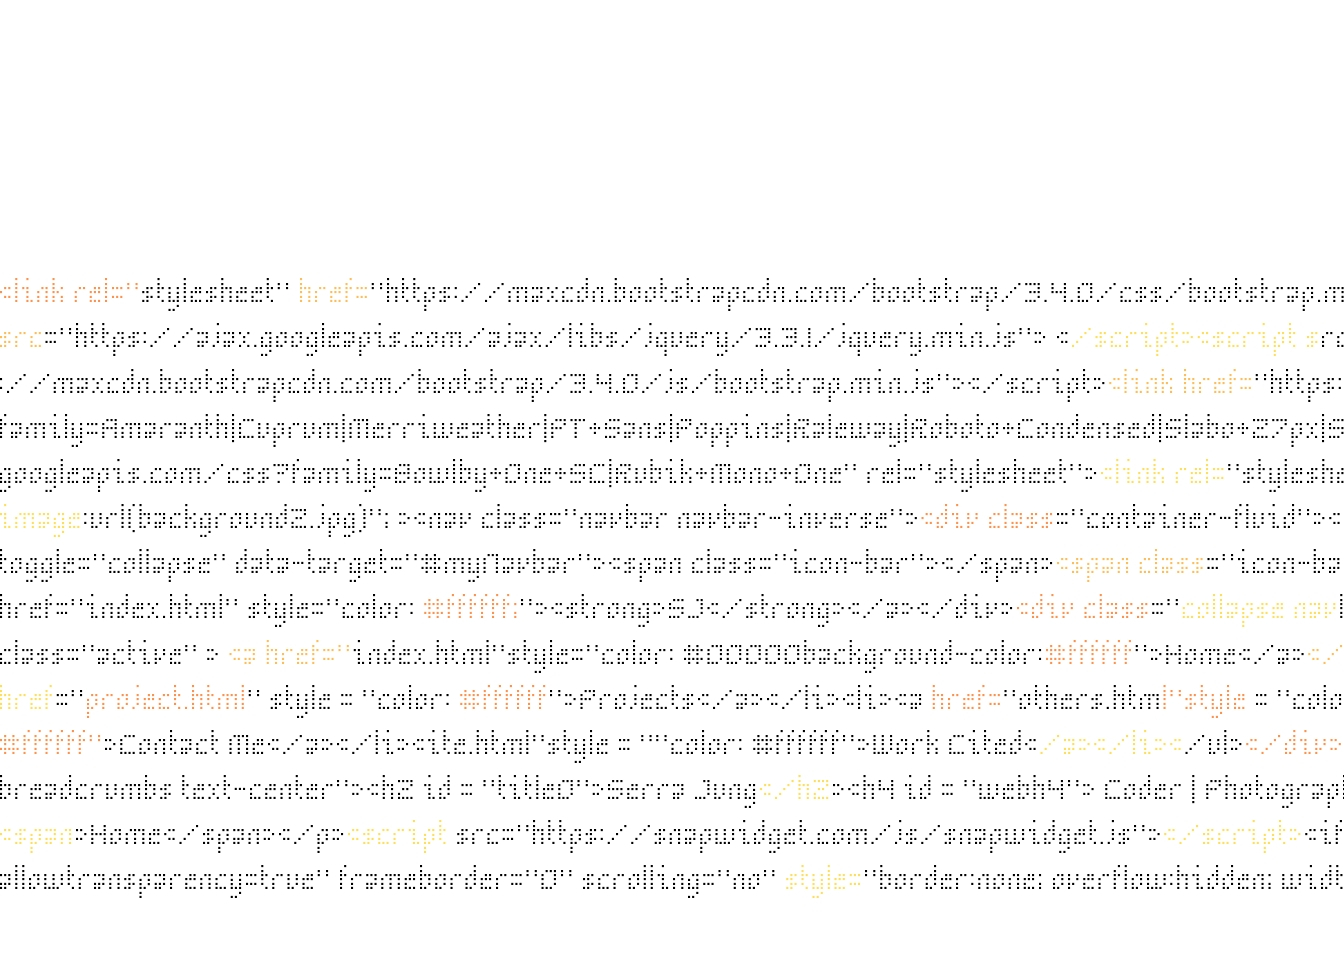 <link rel="stylesheet" href="https://maxcdn.bootstrapcdn.com/bootstrap/3.4.0/css/bootstrap.m
src="https://ajax.googleapis.com/ajax/libs/jquery/3.3.1/jquery.min.js"> </script><script src
://maxcdn.bootstrapcdn.com/bootstrap/3.4.0/js/bootstrap.min.js"></script><link href="https:
family=Amaranth|Cuprum|Merriweather|PT+Sans|Poppins|Raleway|Roboto+Condensed|Slabo+27px|S
googleapis.com/css?family=Bowlby+One+SC|Rubik+Mono+One" rel="stylesheet"><link rel="styleshe
image:url(background2.jpg)"; ><nav class="navbar navbar-inverse"><div class="container-fluid"><
toggle="collapse" data-target="#myNavbar"><span class="icon-bar"></span><span class="icon-ba
href="index.html" style="color: #ffffff;"><strong>SJ</strong></a></div><div class="collapse navb
class="active" > <a href="index.html"style="color: #00000background-color:#ffffff">Home</a></
href="project.html" style = "color: #ffffff">Projects</a></li><li><a href="others.html"style = "colo
#ffffff">Contact Me</a></li><ite.html"style = ""color: #ffffff">Work Cited</a></li></ul></div>
breadcrumbs text-center"><h2 id = "title0">Serra Jung</h2><h4 id = "webh4"> Coder | Photograph
<span>Home</span></p><script src="https://snapwidget.com/js/snapwidget.js"></script><if
allowtransparency=true" frameborder="0" scrolling="no" style="border:none; overflow:hidden; widt